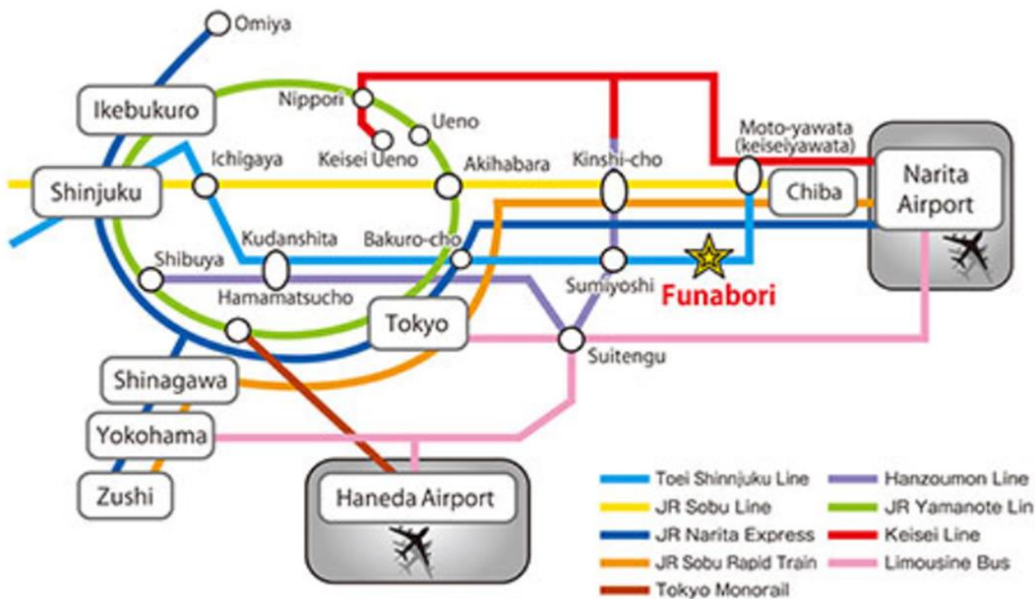 Omiya
Ikebukuro
Nippori
Ueno
Keisei Ueno
Moto-yawata
(keiseiyawata)
Ichigaya
Akihabara
Kinshi-cho
Narita
Airport
Shinjuku
Chiba
Kudanshita
Bakuro-cho
Shibuya
Hamamatsucho
Sumiyoshi
Funabori
Tokyo
Suitengu
Shinagawa
Yokohama
Zushi
Haneda Airport
Toei Shinnjuku Line
Hanzoumon Line
JR Sobu Line
JR Yamanote Lin
JR Narita Express
Keisei Line
JR Sobu Rapid Train
Limousine Bus
Tokyo Monorail